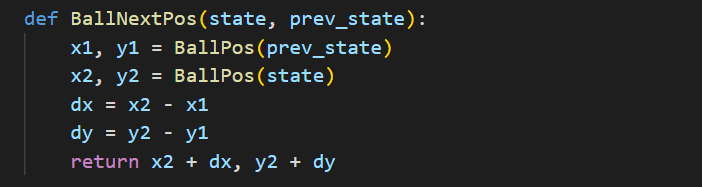 def BallNextPos(state, prev_state):
    x1, y1 = BallPos(prev_state)
    x2, y2 = BallPos(state)
    dx = x2 - x1
    dy = y2 - y1
    return x2 + dx, y2 + dy